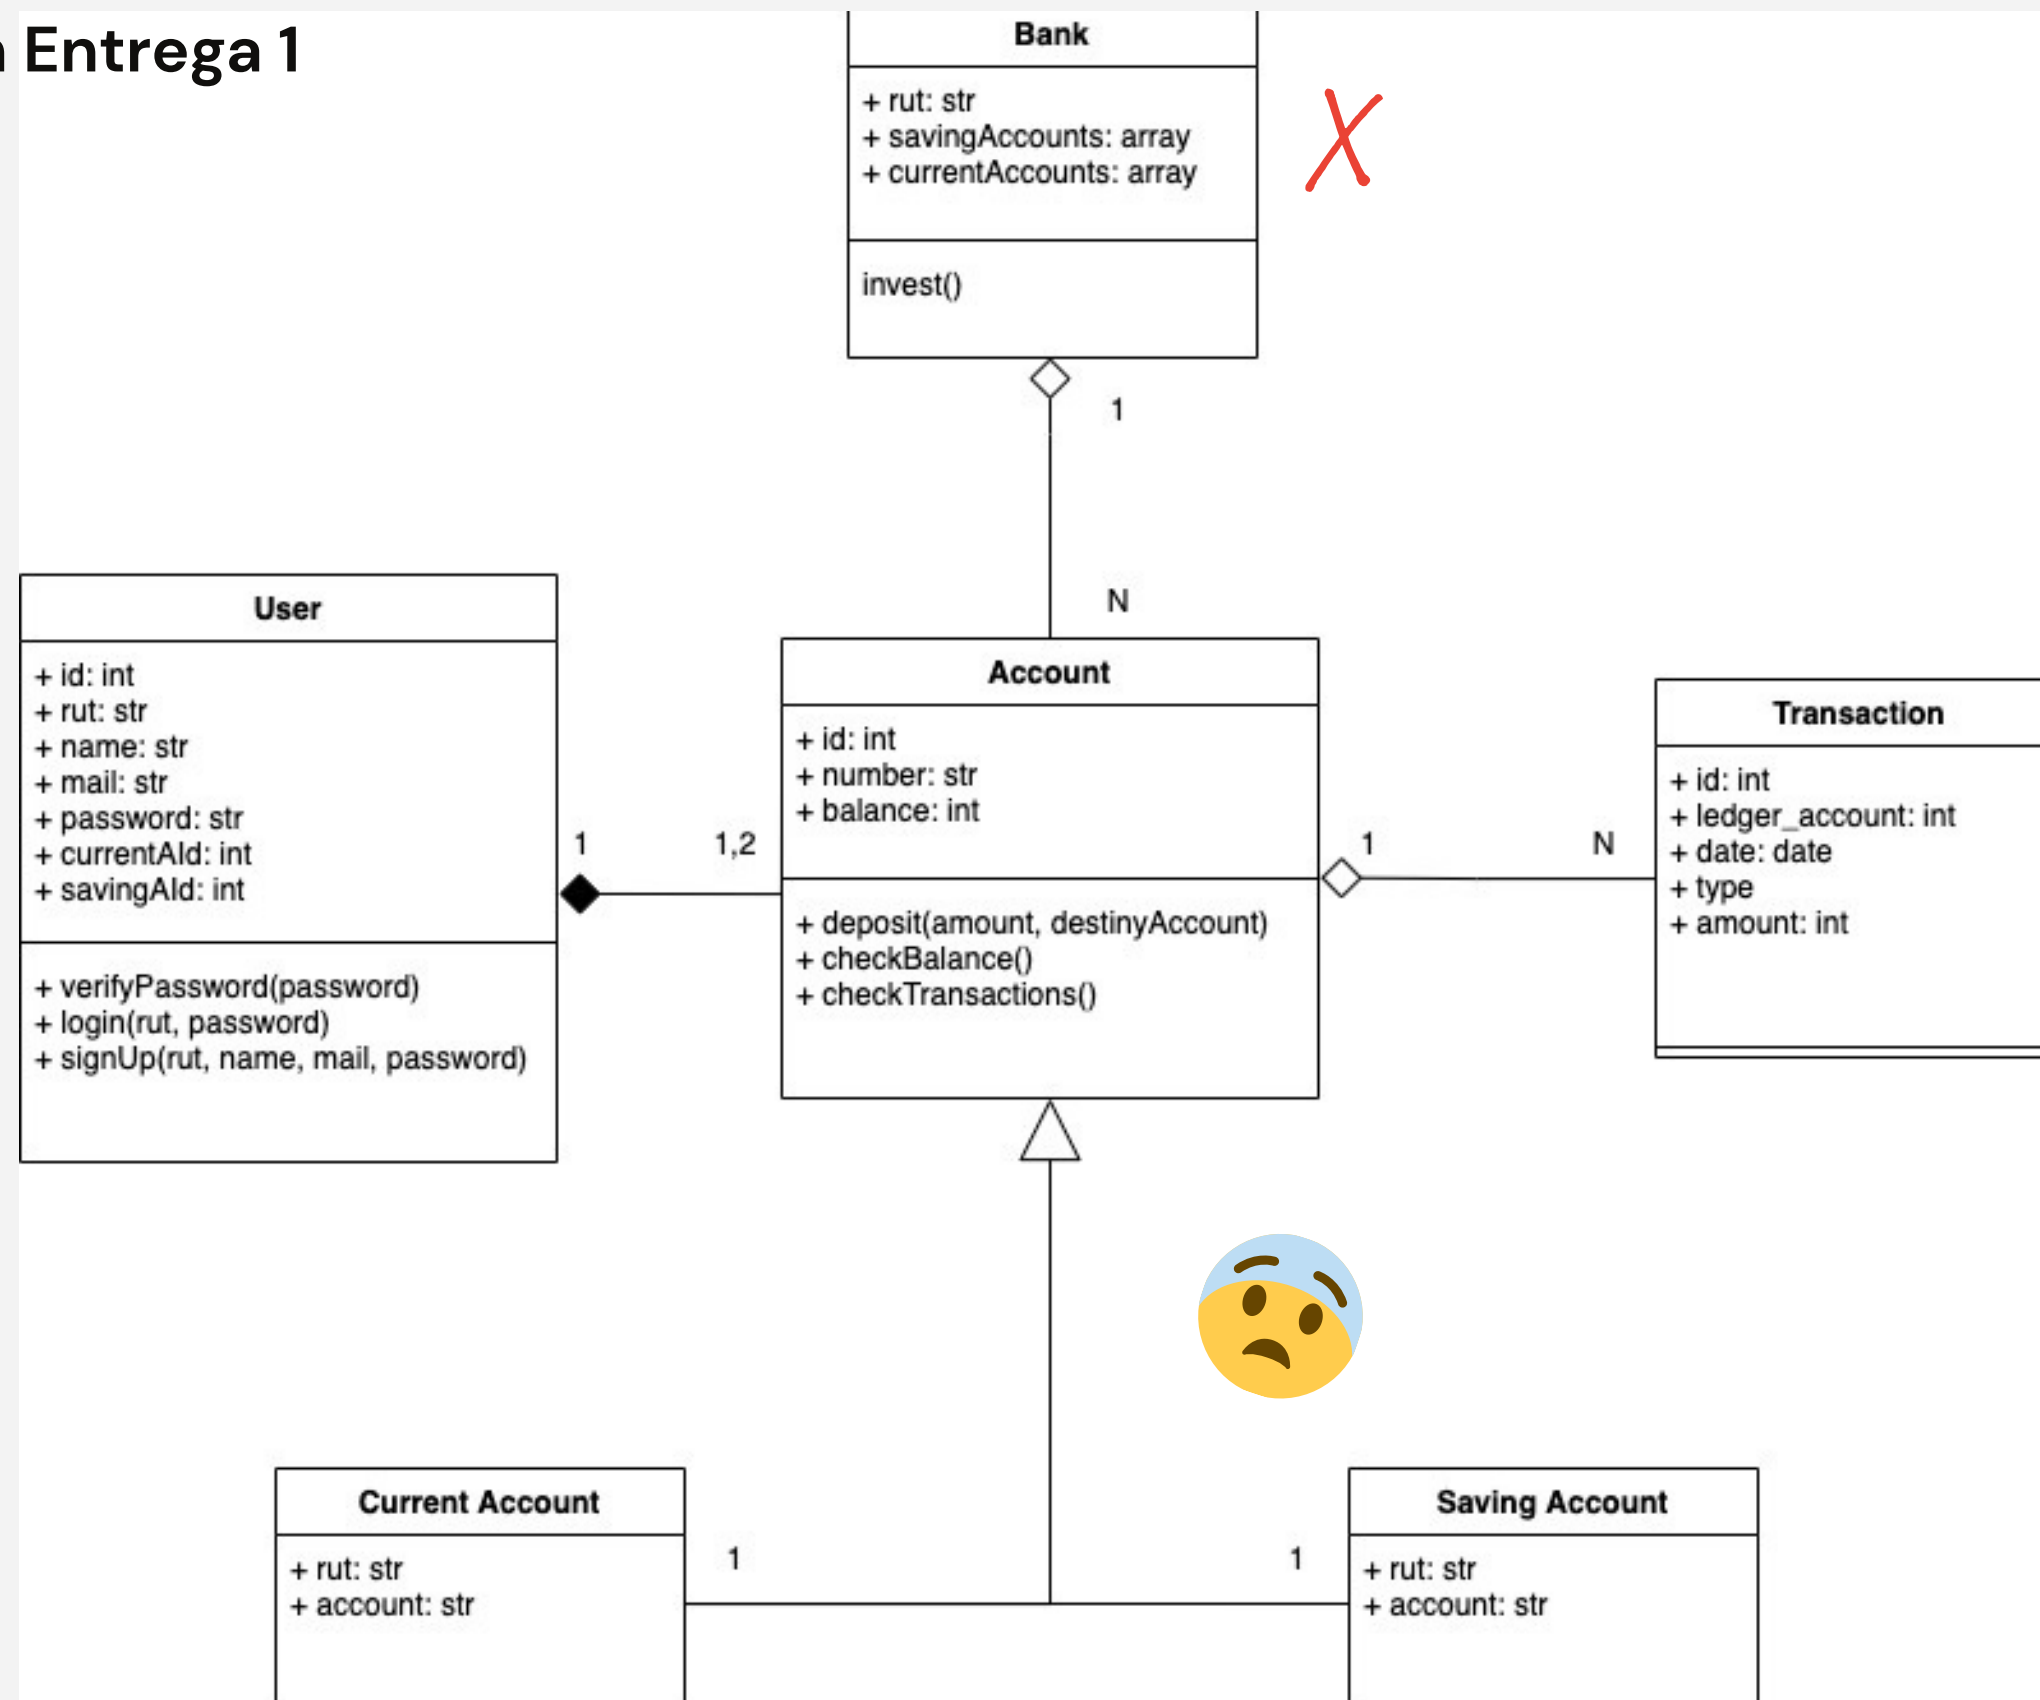 Entrega 1
Bank
+ rut: str
+ savingAccounts: array
+ currentAccounts: array
invest()
1
N
User
+ id: int
+ rut: str
+ name: str
+ mail: str
+ password: str
+ currentAId: int
+ savingAId: int
+ verifyPassword(password)
+ login(rut, password)
+ signUp(rut, name, mail, password)
1
1,2
Account
+ id: int
+ number: str
+ balance: int
+ deposit(amount, destinyAccount)
+ checkBalance()
+ checkTransactions()
1
N
Transaction
+ id: int
+ ledger_account: int
+ date: date
+ type
+ amount: int
Current Account
+ rut: str
+ account: str
1
1
Saving Account
+ rut: str
+ account: str